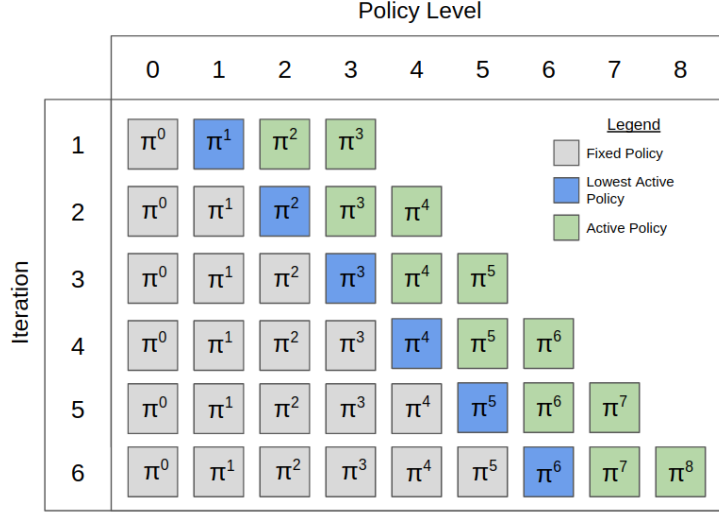 Policy Level
0 1 2 3 4 5 6 7 8
Iteration
1 π⁰ π¹ π² π³
2 π⁰ π¹ π² π³ π⁴
3 π⁰ π¹ π² π³ π⁴ π⁵
4 π⁰ π¹ π² π³ π⁴ π⁵ π⁶
5 π⁰ π¹ π² π³ π⁴ π⁵ π⁶ π⁷
6 π⁰ π¹ π² π³ π⁴ π⁵ π⁶ π⁷ π⁸
Legend
Fixed Policy
Lowest Active
Policy
Active Policy